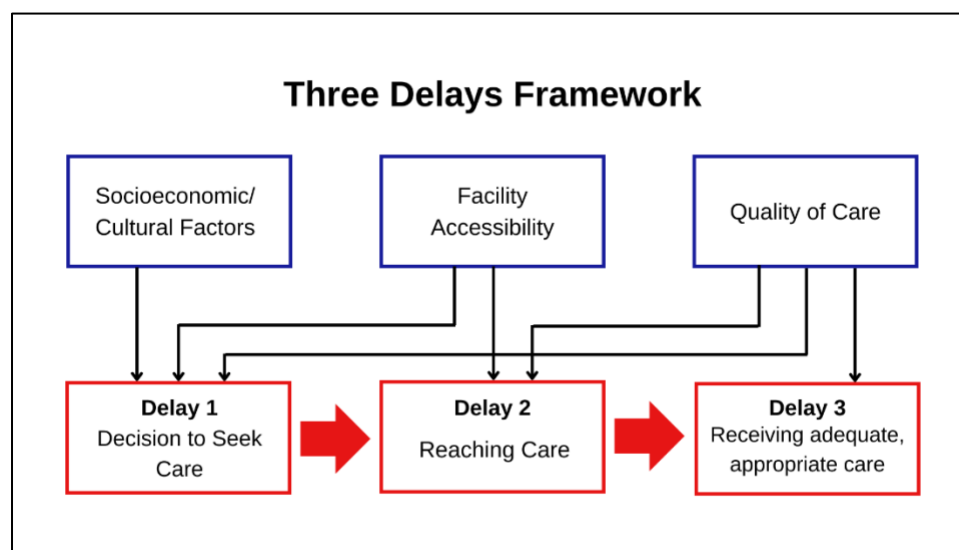 Three Delays Framework
Socioeconomic/
Cultural Factors
Facility
Accessibility
Quality of Care
Delay 1
Decision to Seek
Care
Delay 2
Reaching Care
Delay 3
Receiving adequate,
appropriate care